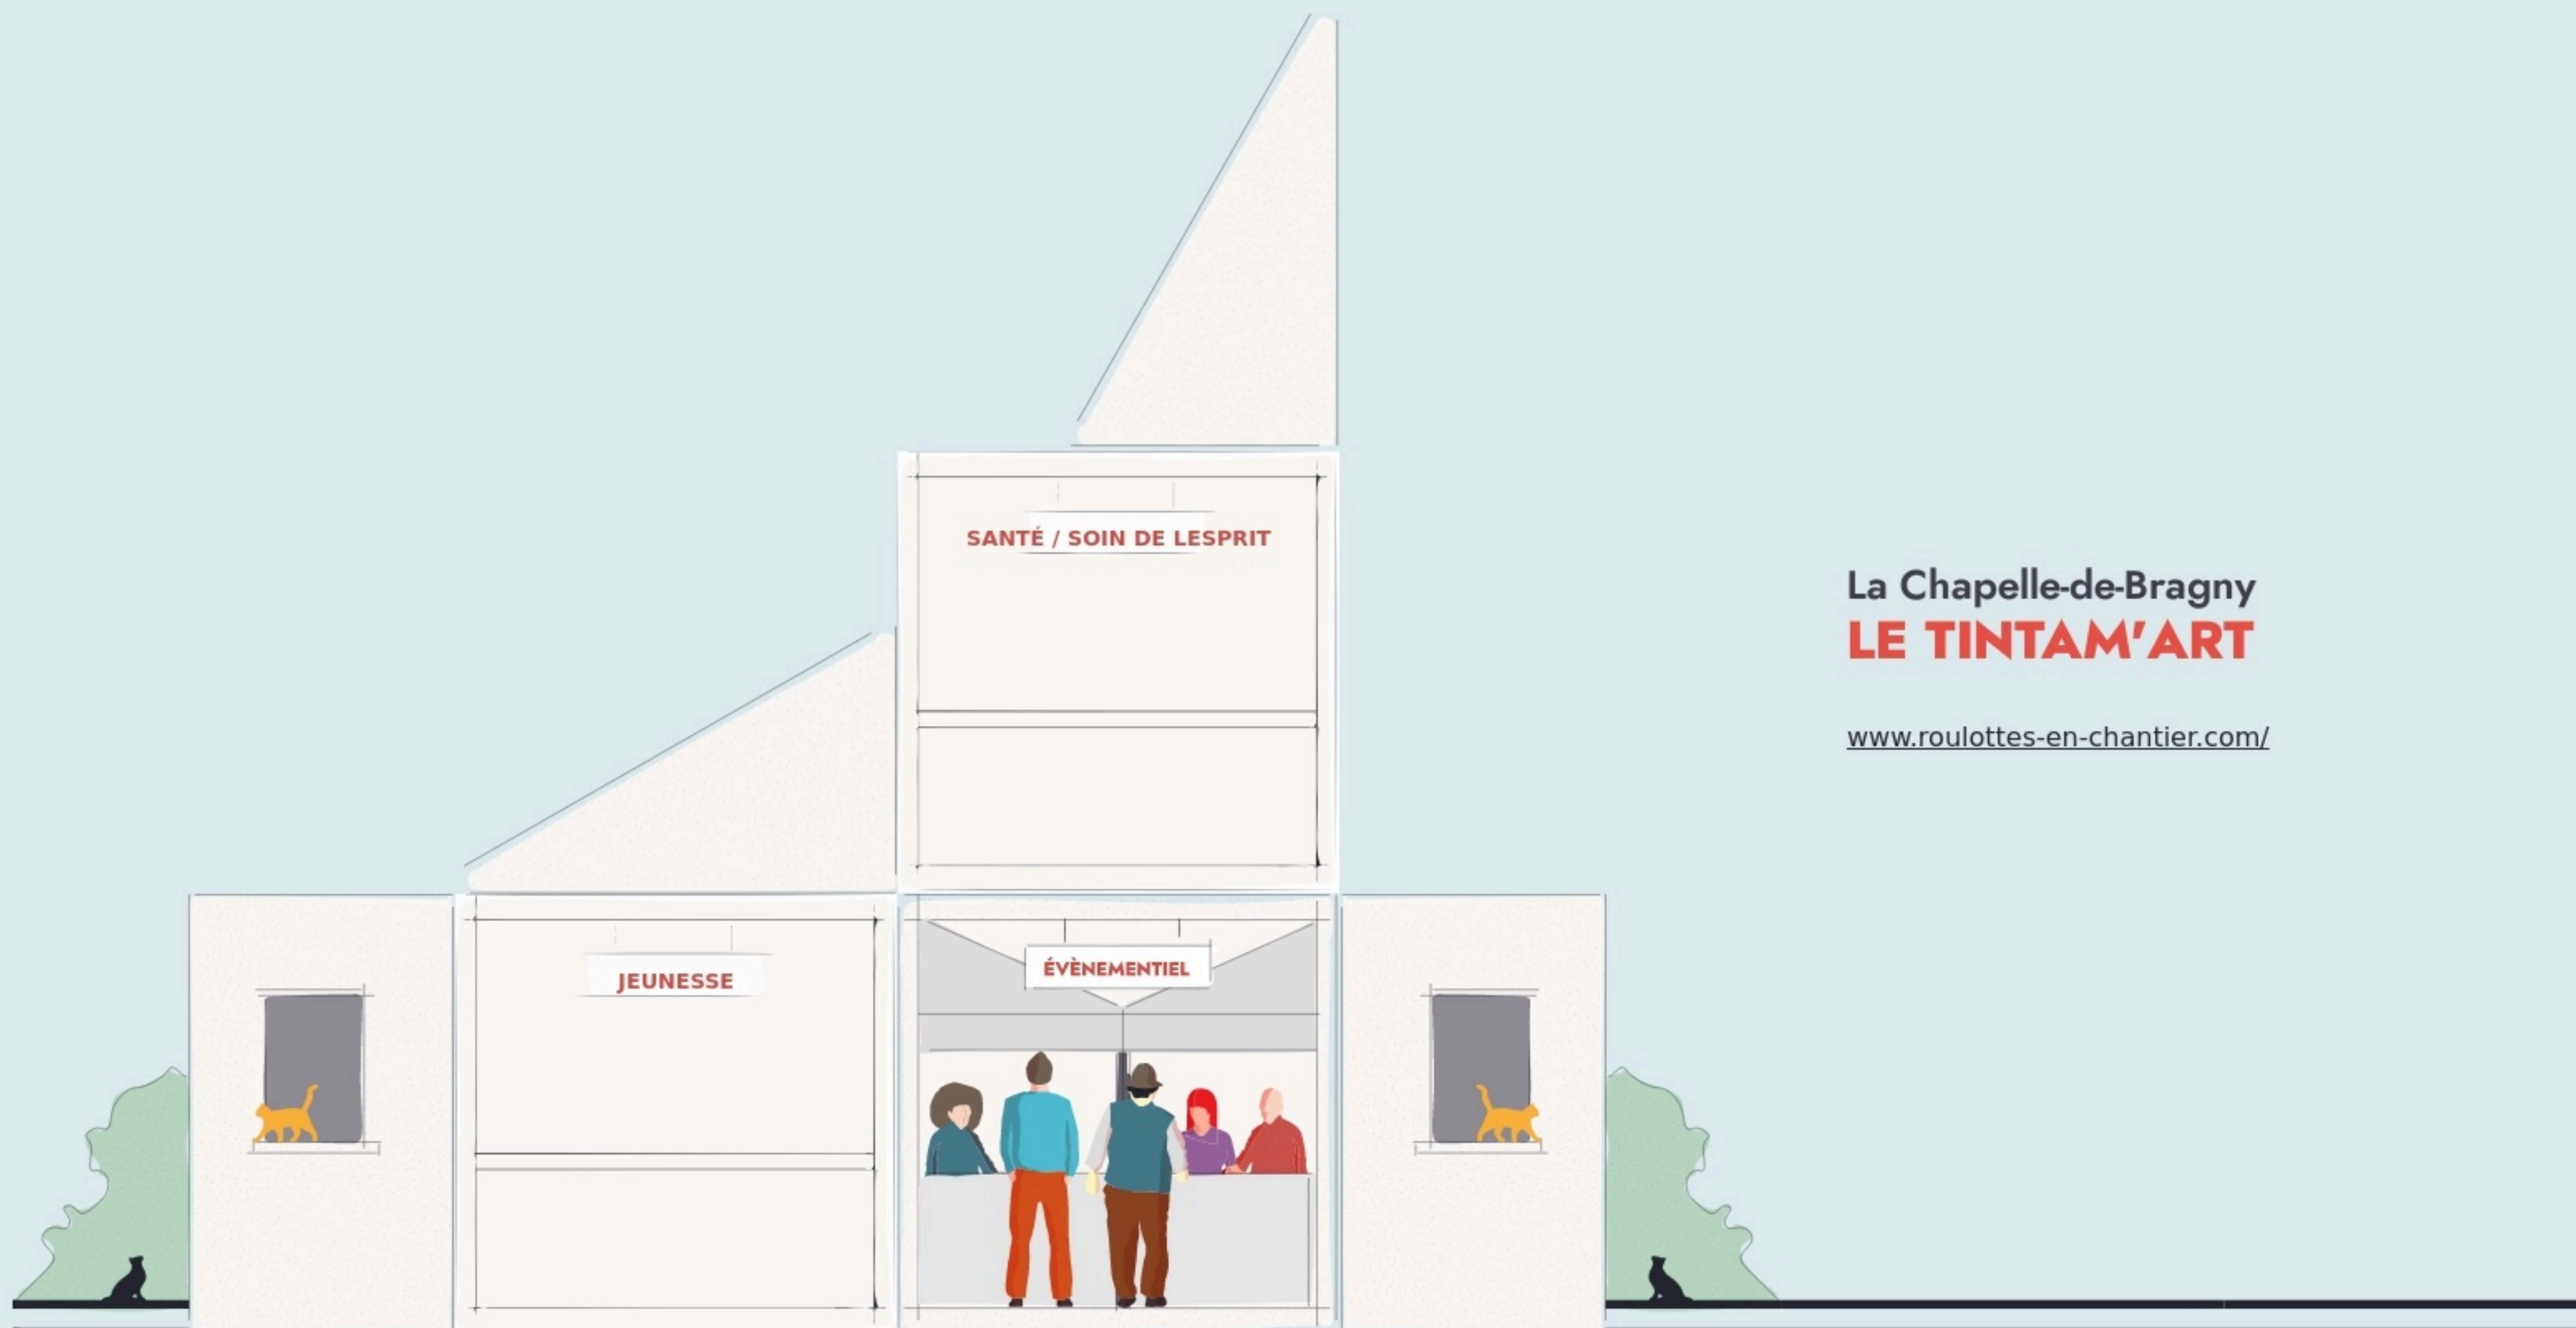 SANTÉ / SOIN DE LESPRIT
La Chapelle-de-Bragny
LE TINTAM'ART
www.roulottes-en-chantier.com/
JEUNESSE
ÉVÈNEMENTIEL